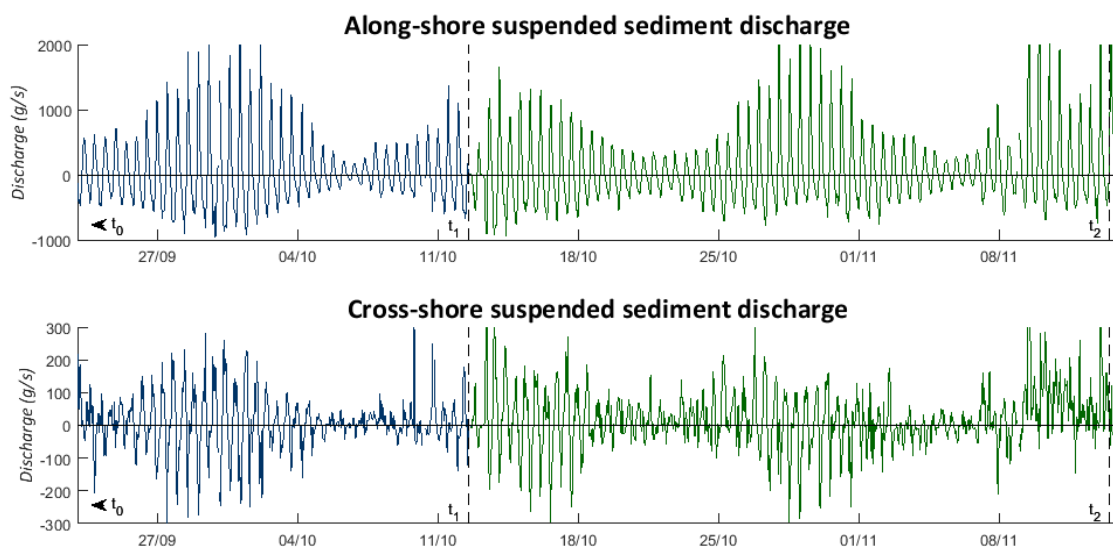 Along-shore suspended sediment discharge
2000
1000
0
-1000
Discharge (g/s)
t0
t1
t2
27/09 04/10 11/10 18/10 25/10 01/11 08/11
Cross-shore suspended sediment discharge
300
200
100
0
-100
-200
-300
Discharge (g/s)
t0
t1
t2
27/09 04/10 11/10 18/10 25/10 01/11 08/11